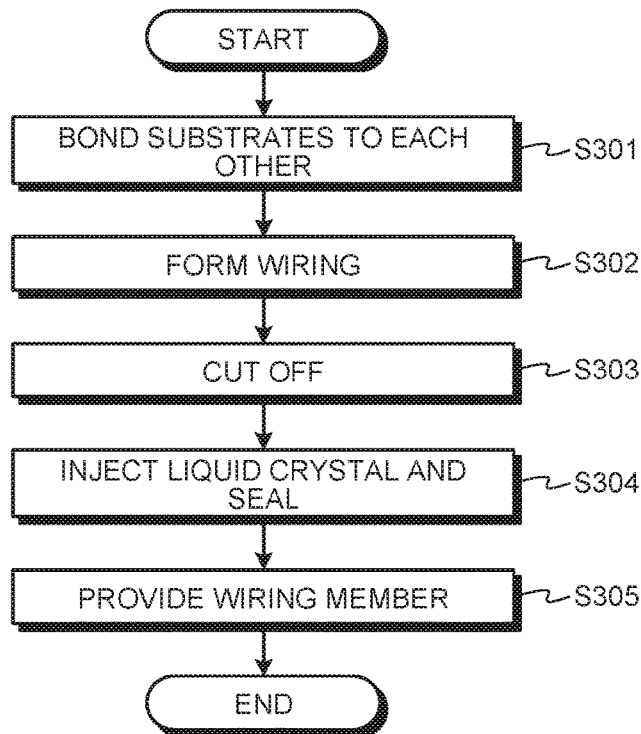 START
BOND SUBSTRATES TO EACH
OTHER
S301
FORM WIRING
S302
CUT OFF
S303
INJECT LIQUID CRYSTAL AND
SEAL
S304
PROVIDE WIRING MEMBER
S305
END